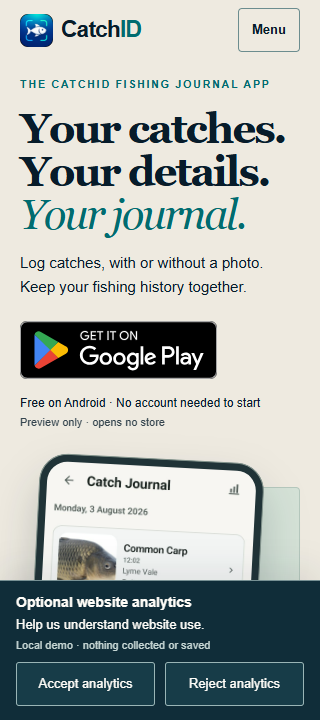 CatchID
Menu
THE CATCHID FISHING JOURNAL APP
Your catches.
Your details.
Your journal.
Log catches, with or without a photo.
Keep your fishing history together.
GET IT ON
Google Play
Free on Android · No account needed to start
Preview only · opens no store
Catch Journal
Monday, 3 August 2026
Common Carp
12:02
Lyme Vale
Optional website analytics
Help us understand website use.
Local demo · nothing collected or saved
Accept analytics
Reject analytics